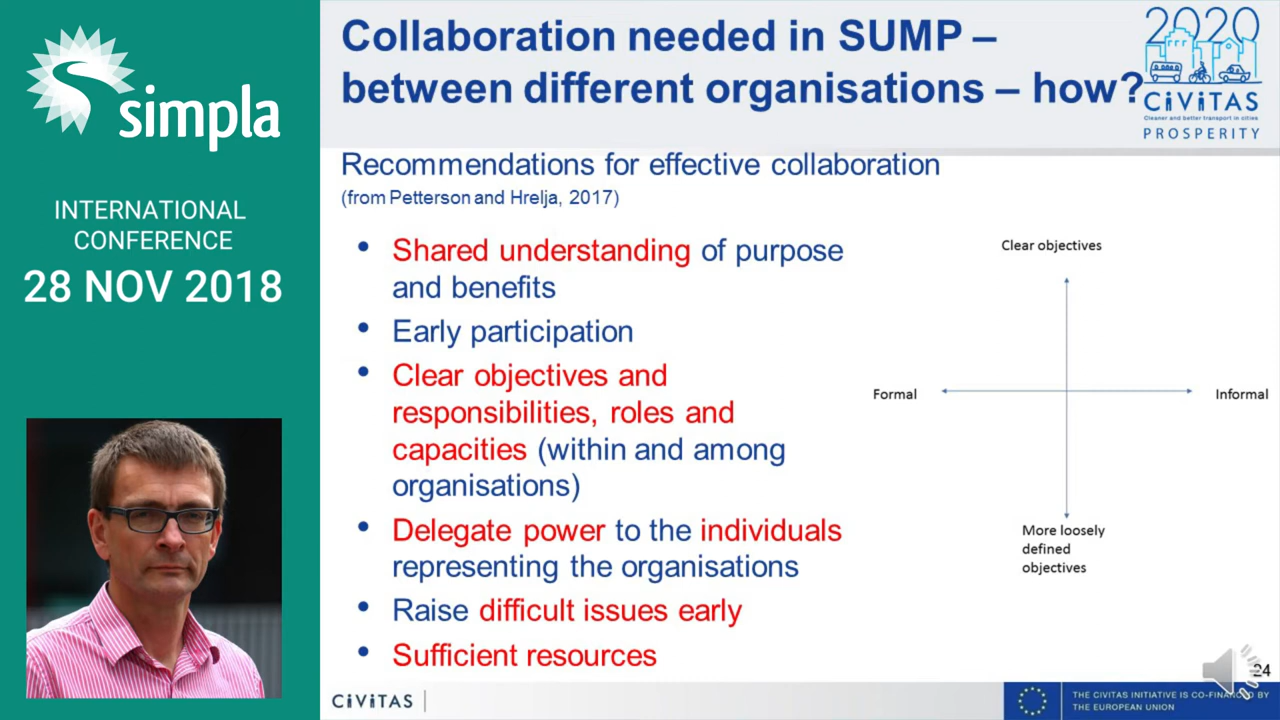 simpla
INTERNATIONAL
CONFERENCE
28 NOV 2018
Collaboration needed in SUMP –
between different organisations – how?
2020
CiViTAS
Cleaner and better transport in cities
PROSPERITY
Recommendations for effective collaboration
(from Petterson and Hrelja, 2017)
• Shared understanding of purpose
and benefits
• Early participation
• Clear objectives and
responsibilities, roles and
capacities (within and among
organisations)
• Delegate power to the individuals
representing the organisations
• Raise difficult issues early
• Sufficient resources
Clear objectives
Formal
Informal
More loosely
defined
objectives
24
CiViTAS
THE CIVITAS INITIATIVE IS CO-FINANCED BY
THE EUROPEAN UNION